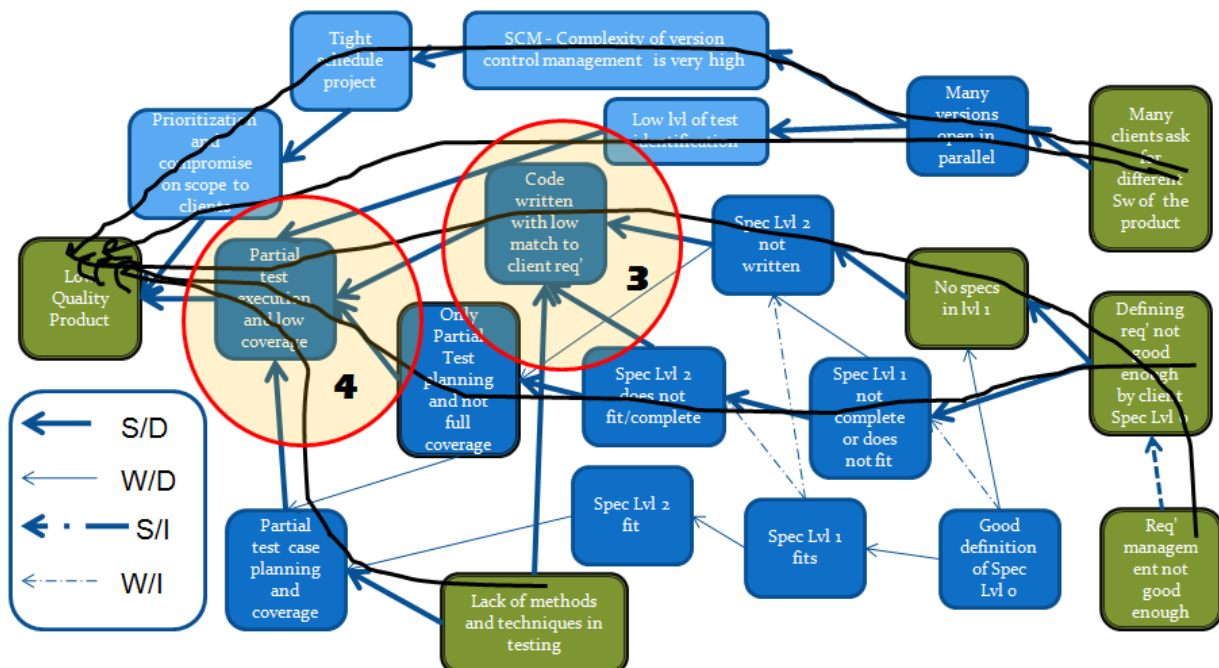 Tight
schedule
project
SCM - Complexity of version
control management is very high
Many
versions
open in
parallel
Many
clients ask
for
different
Sw of the
product
Prioritization
and
compromise
on scope to
clients
Low lvl of test
identification
Code
written
with low
match to
client req'
3
Spec Lvl 2
not
written
No specs
in lvl 1
Defining
req' not
good
enough
by client
Spec Lvl 0
Low
Quality
Product
Partial
test
execution
and low
coverage
4
Only
Partial
Test
planning
and not
full
coverage
Spec Lvl 2
does not
fit/complete
Spec Lvl 1
not
complete
or does
not fit
S/D
W/D
S/I
W/I
Partial
test case
planning
and
coverage
Spec Lvl 2
fit
Spec Lvl 1
fits
Good
definition
of Spec
Lvl 0
Req'
managem
ent not
good
enough
Lack of methods
and techniques in
testing